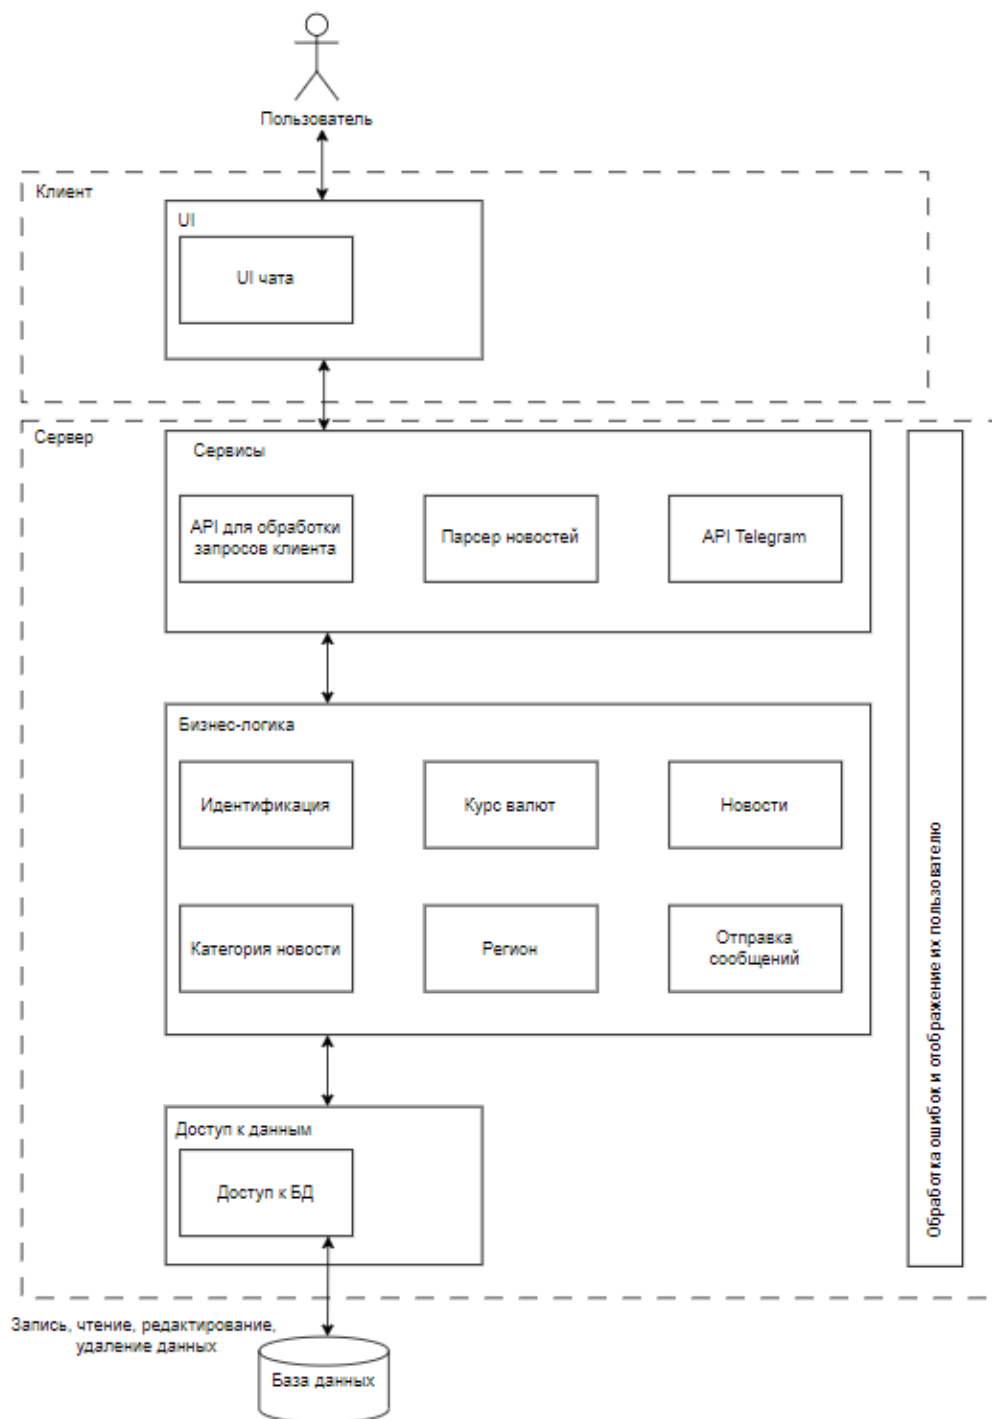 Пользователь
Клиент
UI
UI чата
Сервер
Сервисы
API для обработки
запросов клиента
Парсер новостей
API Telegram
Бизнес-логика
Идентификация
Курс валют
Новости
Категория новости
Регион
Отправка
сообщений
Обработка ошибок и отображение их пользователю
Доступ к данным
Доступ к БД
Запись, чтение, редактирование,
удаление данных
База данных